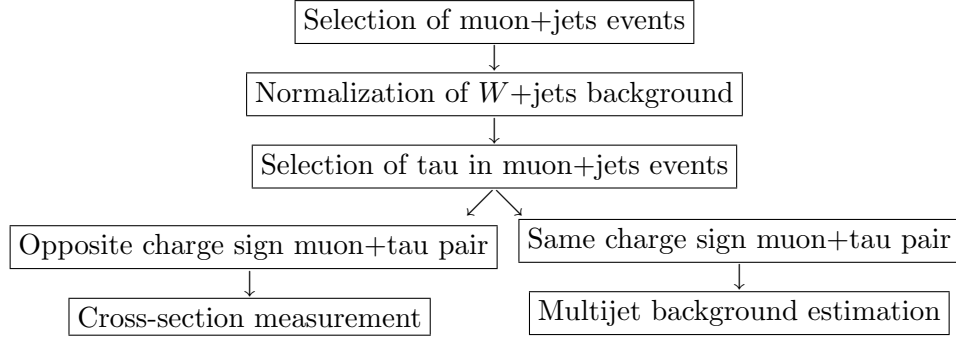 Selection of muon+jets events
Normalization of W+jets background
Selection of tau in muon+jets events
Opposite charge sign muon+tau pair
Same charge sign muon+tau pair
Cross-section measurement
Multijet background estimation